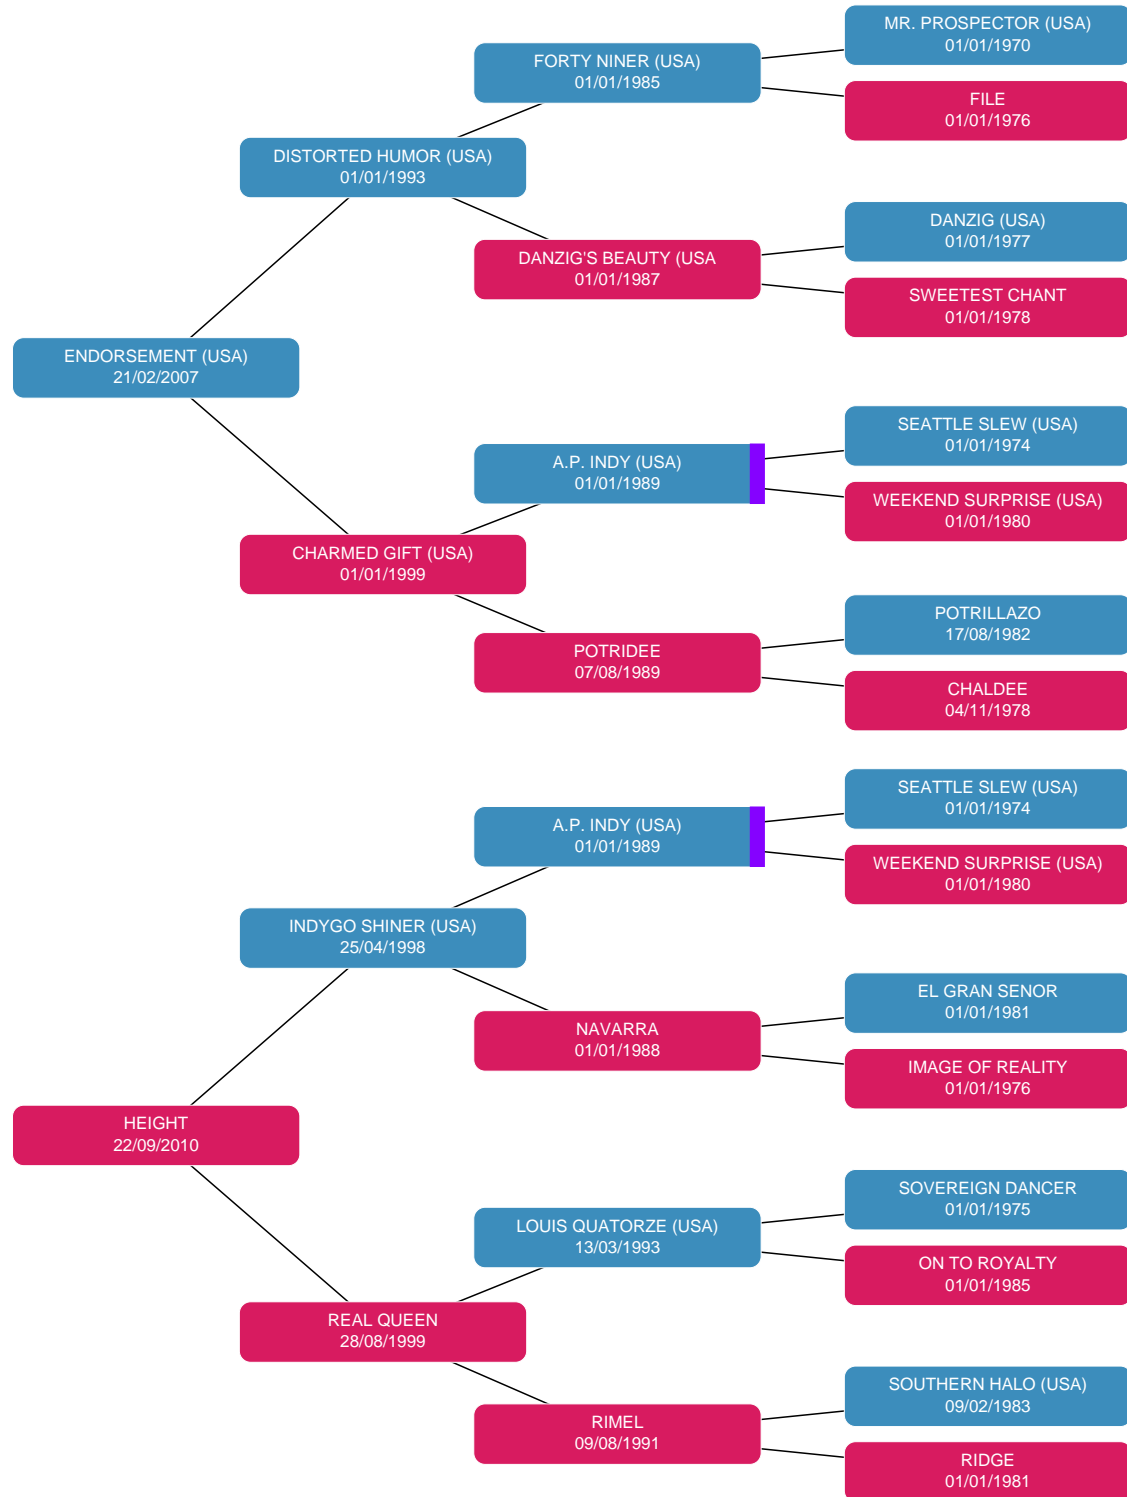 MR. PROSPECTOR (USA)
01/01/1970
FORTY NINER (USA)
01/01/1985
FILE
01/01/1976
DISTORTED HUMOR (USA)
01/01/1993
DANZIG (USA)
01/01/1977
DANZIG'S BEAUTY (USA
01/01/1987
SWEETEST CHANT
01/01/1978
ENDORSEMENT (USA)
21/02/2007
SEATTLE SLEW (USA)
01/01/1974
A.P. INDY (USA)
01/01/1989
WEEKEND SURPRISE (USA)
01/01/1980
CHARMED GIFT (USA)
01/01/1999
POTRILLAZO
17/08/1982
POTRIDEE
07/08/1989
CHALDEE
04/11/1978
SEATTLE SLEW (USA)
01/01/1974
A.P. INDY (USA)
01/01/1989
WEEKEND SURPRISE (USA)
01/01/1980
INDYGO SHINER (USA)
25/04/1998
EL GRAN SENOR
01/01/1981
NAVARRA
01/01/1988
IMAGE OF REALITY
01/01/1976
HEIGHT
22/09/2010
SOVEREIGN DANCER
01/01/1975
LOUIS QUATORZE (USA)
13/03/1993
ON TO ROYALTY
01/01/1985
REAL QUEEN
28/08/1999
SOUTHERN HALO (USA)
09/02/1983
RIMEL
09/08/1991
RIDGE
01/01/1981